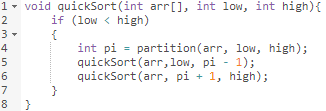 1 void quickSort(int arr[], int low, int high){
2     if (low < high)
3     {
4         int pi = partition(arr, low, high);
5         quickSort(arr,low, pi - 1);
6         quickSort(arr, pi + 1, high);
7     }
8 }